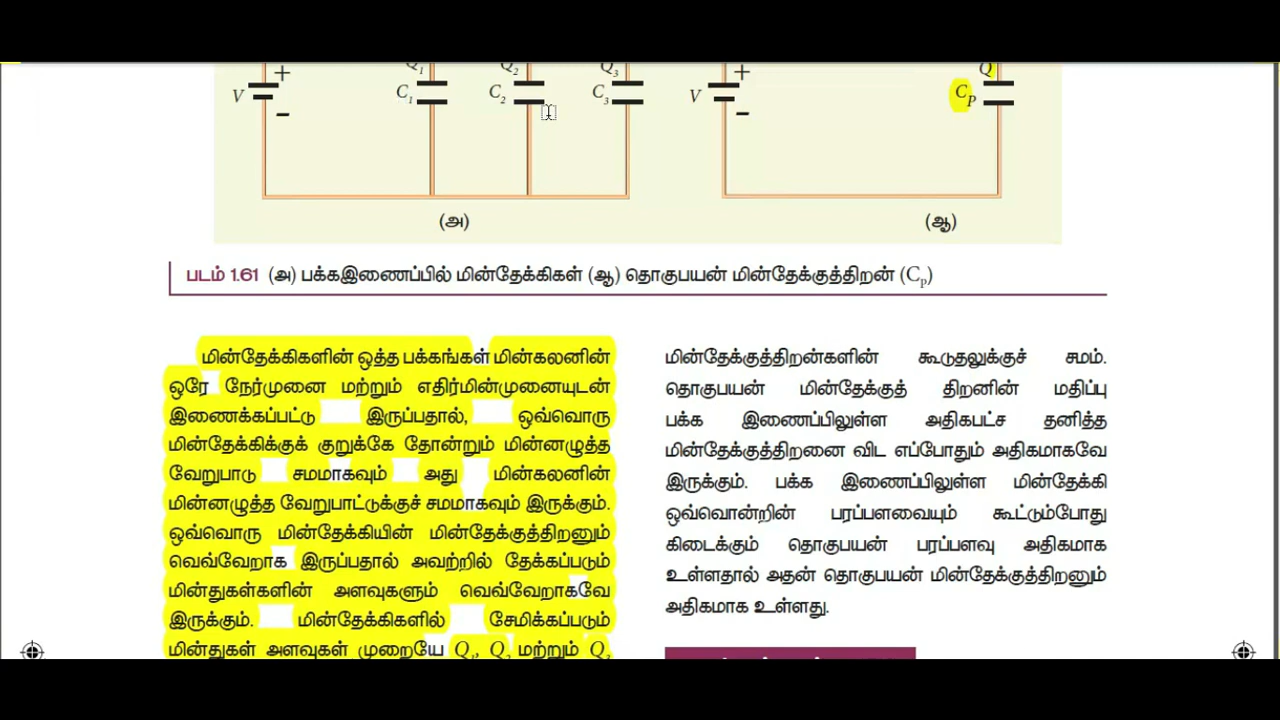 Q1 Q2 Q3 Q
+ +
V C1 C2 C3 V CP
– –
(அ) (ஆ)
படம் 1.61 (அ) பக்கஇணைப்பில் மின்தேக்கிகள் (ஆ) தொகுபயன் மின்தேக்குத்திறன் (Cp)
மின்தேக்கிகளின் ஒத்த பக்கங்கள் மின்கலனின்
ஒரே நேர்முனை மற்றும் எதிர்மின்முனையுடன்
இணைக்கப்பட்டு இருப்பதால், ஒவ்வொரு
மின்தேக்கிக்குக் குறுக்கே தோன்றும் மின்னழுத்த
வேறுபாடு சமமாகவும் அது மின்கலனின்
மின்னழுத்த வேறுபாட்டுக்குச் சமமாகவும் இருக்கும்.
ஒவ்வொரு மின்தேக்கியின் மின்தேக்குத்திறனும்
வெவ்வேறாக இருப்பதால் அவற்றில் தேக்கப்படும்
மின்துகள்களின் அளவுகளும் வெவ்வேறாகவே
இருக்கும். மின்தேக்கிகளில் சேமிக்கப்படும்
மின்துகள் அளவுகள் முறையே Q1, Q2 மற்றும் Q3
மின்தேக்குத்திறன்களின் கூடுதலுக்குச் சமம்.
தொகுபயன் மின்தேக்குத் திறனின் மதிப்பு
பக்க இணைப்பிலுள்ள அதிகபட்ச தனித்த
மின்தேக்குத்திறனை விட எப்போதும் அதிகமாகவே
இருக்கும். பக்க இணைப்பிலுள்ள மின்தேக்கி
ஒவ்வொன்றின் பரப்பளவையும் கூட்டும்போது
கிடைக்கும் தொகுபயன் பரப்பளவு அதிகமாக
உள்ளதால் அதன் தொகுபயன் மின்தேக்குத்திறனும்
அதிகமாக உள்ளது.